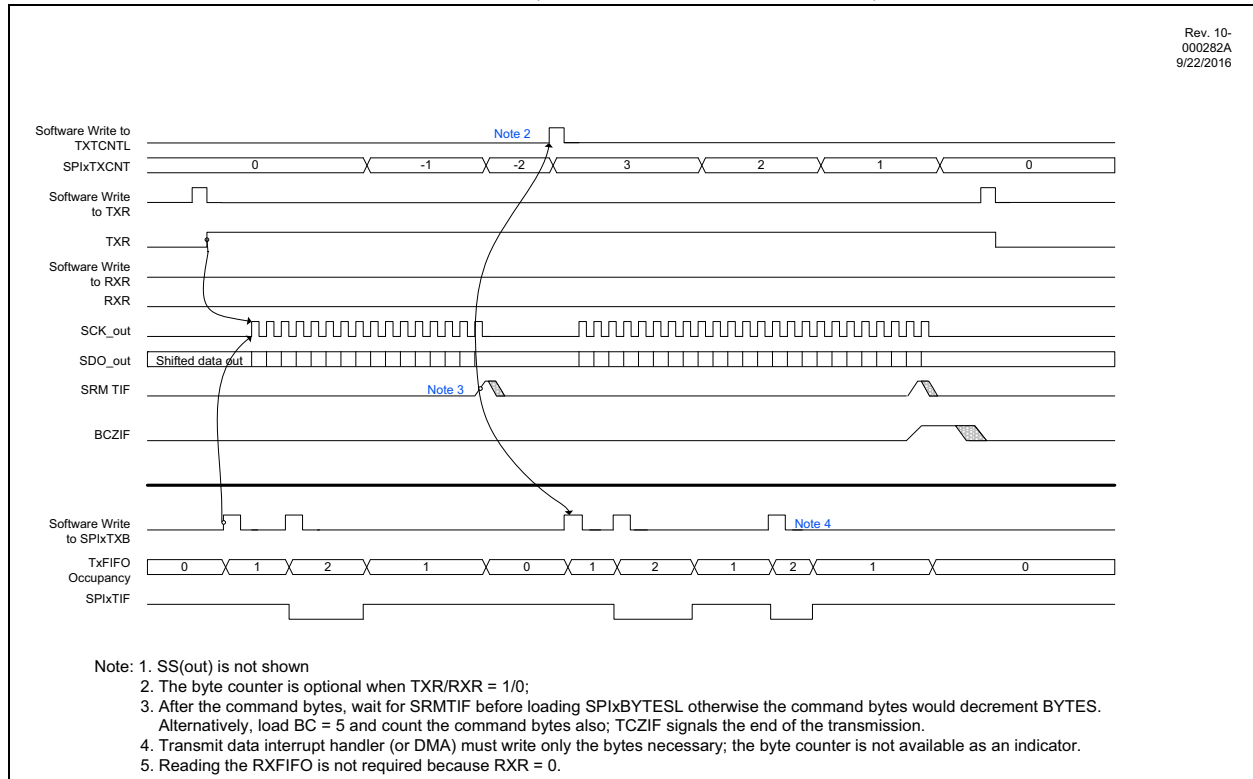 Rev. 10-
000282A
9/22/2016
Software Write to
TXTCNTL
Note 2
SPIxTXCNT
0 -1 -2 3 2 1 0
Software Write
to TXR
TXR
Software Write
to RXR
RXR
SCK_out
SDO_out
Shifted data out
SRM TIF
Note 3
BCZIF
Software Write
to SPIxTXB
Note 4
TxFIFO
Occupancy
0 1 2 1 0 1 2 1 2 1 0
SPIxTIF
Note: 1. SS(out) is not shown
2. The byte counter is optional when TXR/RXR = 1/0;
3. After the command bytes, wait for SRMTIF before loading SPIxBYTESL otherwise the command bytes would decrement BYTES.
Alternatively, load BC = 5 and count the command bytes also; TCZIF signals the end of the transmission.
4. Transmit data interrupt handler (or DMA) must write only the bytes necessary; the byte counter is not available as an indicator.
5. Reading the RXFIFO is not required because RXR = 0.